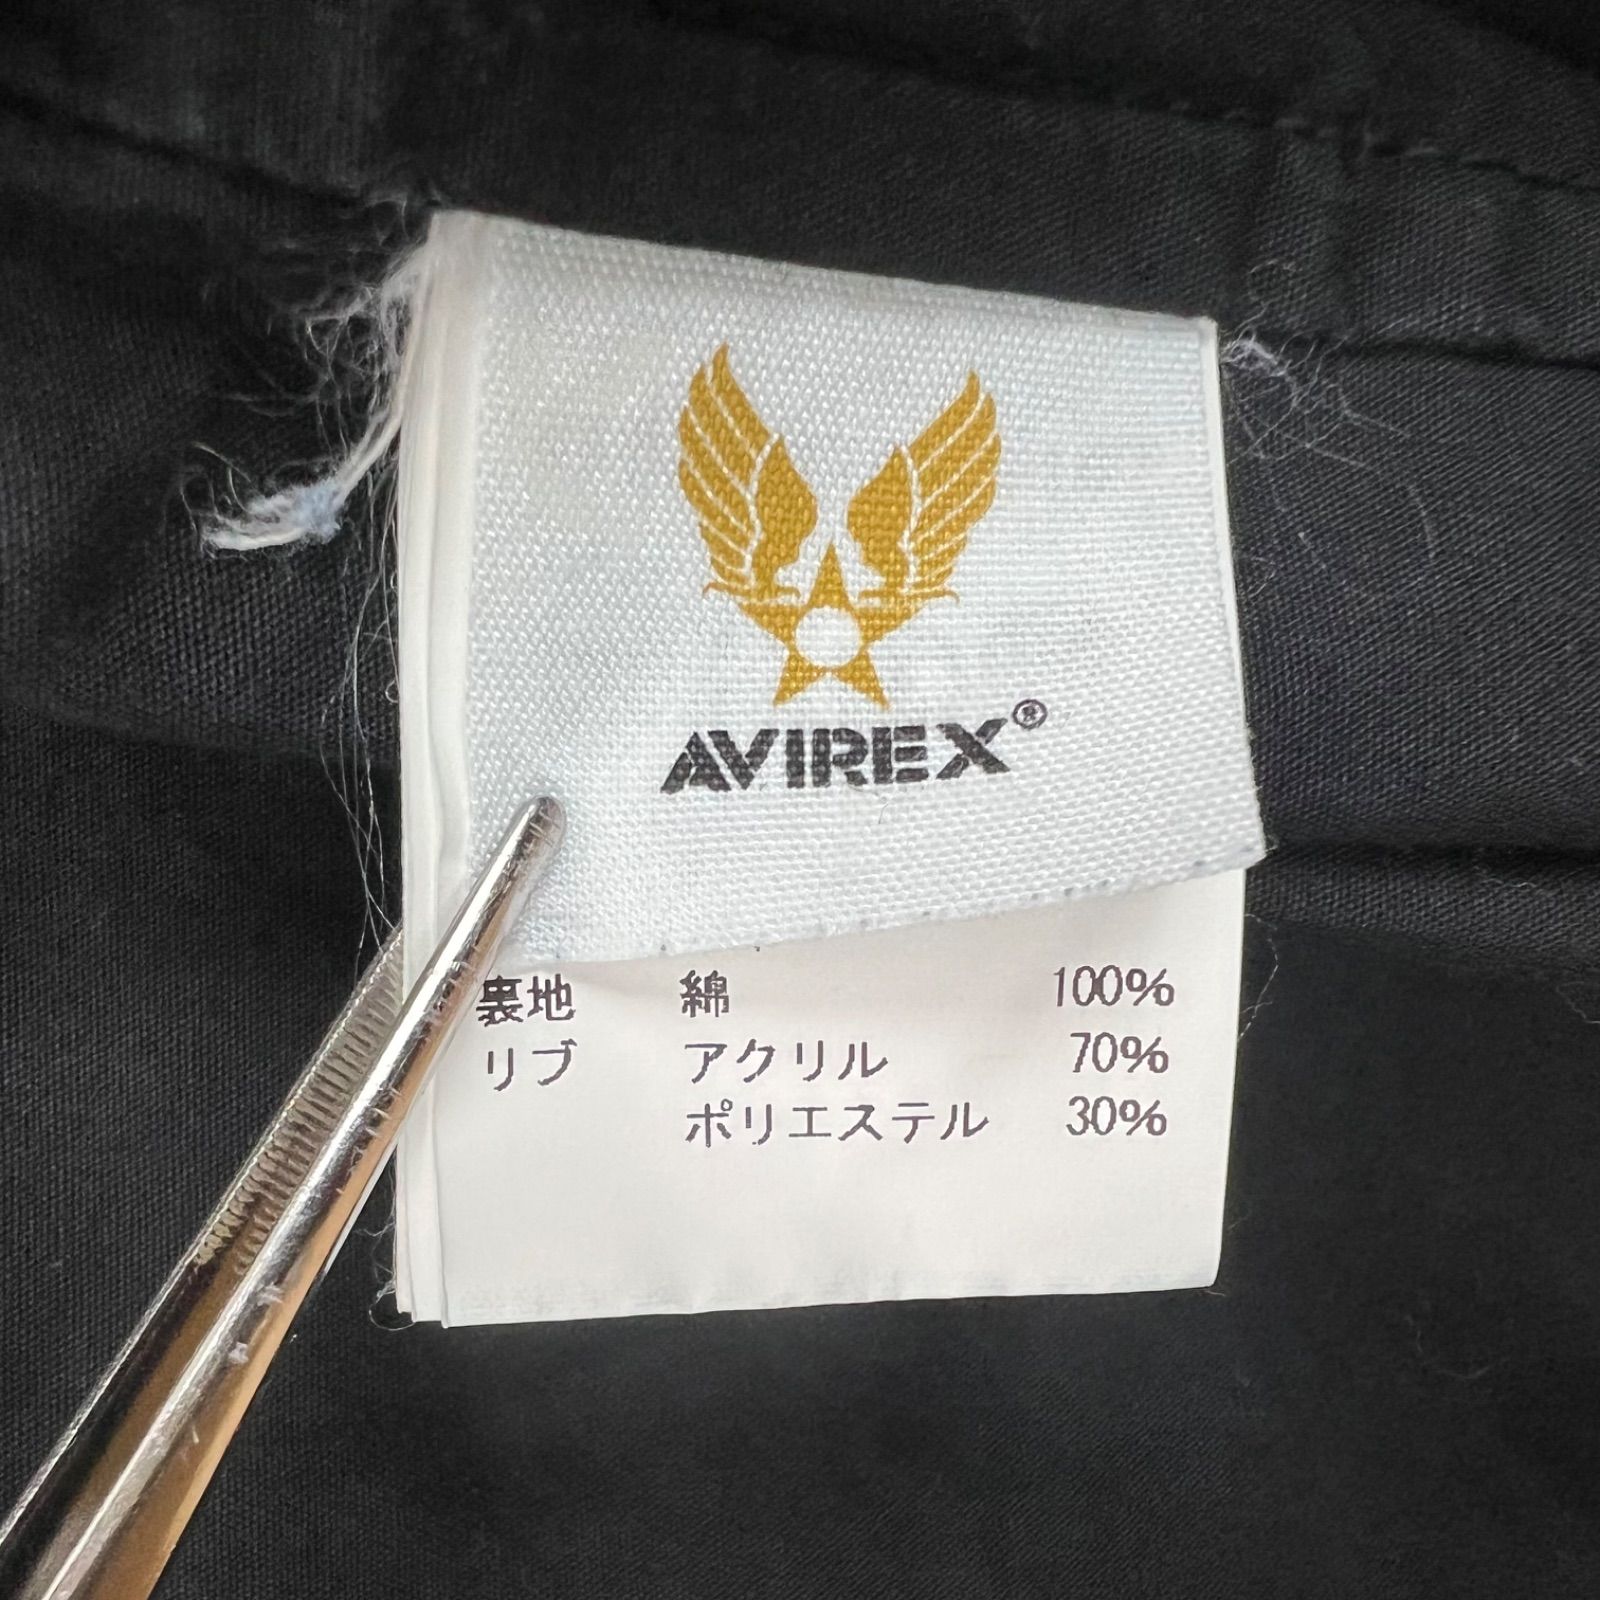 AVIREX®
裏地 綿 100%
リブ アクリル 70%
ポリエステル 30%